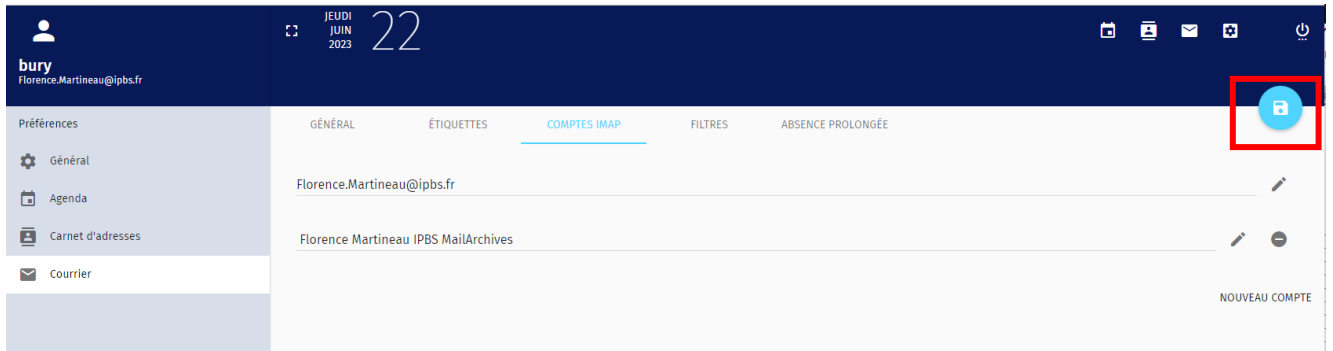 JEUDI
JUIN
2023
22
bury
Florence.Martineau@ipbs.fr
Préférences
Général
Agenda
Carnet d'adresses
Courrier
GÉNÉRAL ÉTIQUETTES COMPTES IMAP FILTRES ABSENCE PROLONGÉE
Florence.Martineau@ipbs.fr
Florence Martineau IPBS MailArchives
NOUVEAU COMPTE